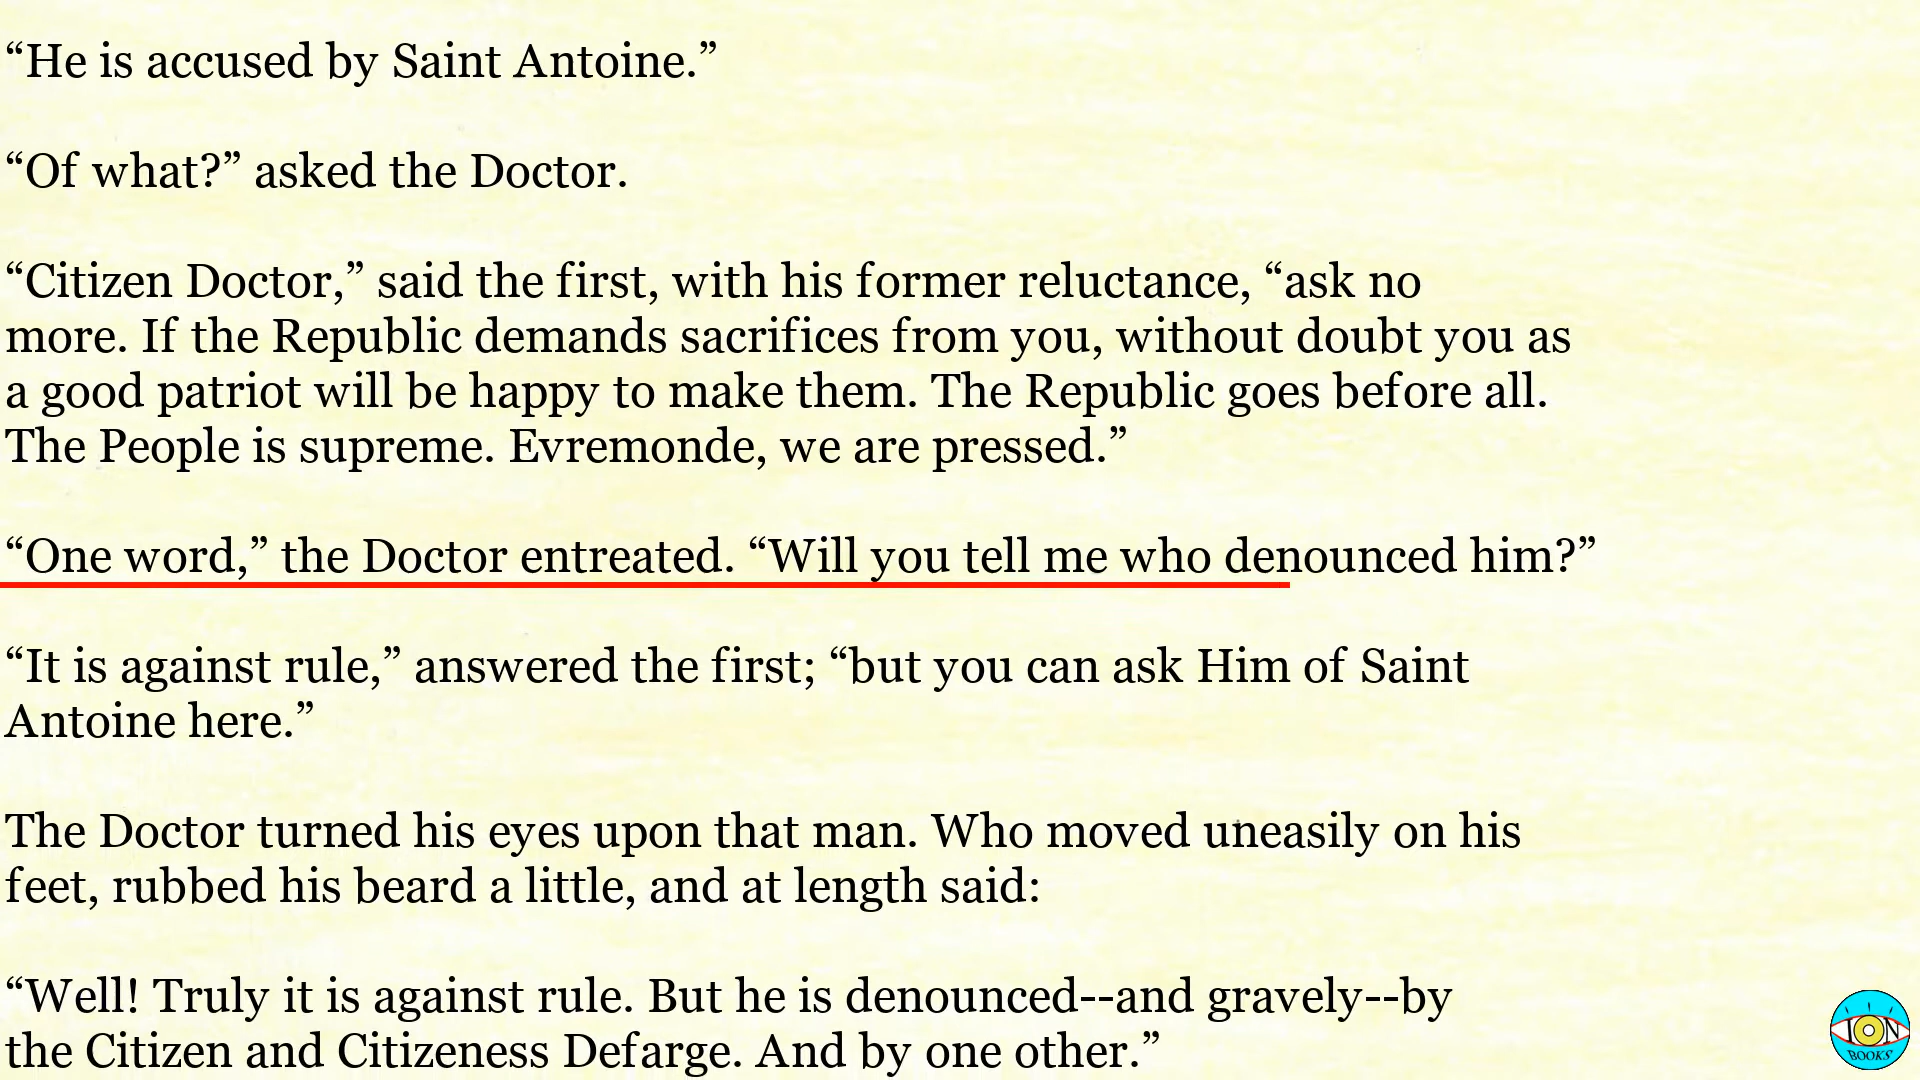 “He is accused by Saint Antoine.”
“Of what?” asked the Doctor.
“Citizen Doctor,” said the first, with his former reluctance, “ask no
more. If the Republic demands sacrifices from you, without doubt you as
a good patriot will be happy to make them. The Republic goes before all.
The People is supreme. Evremonde, we are pressed.”
“One word,” the Doctor entreated. “Will you tell me who denounced him?”
“It is against rule,” answered the first; “but you can ask Him of Saint
Antoine here.”
The Doctor turned his eyes upon that man. Who moved uneasily on his
feet, rubbed his beard a little, and at length said:
“Well! Truly it is against rule. But he is denounced--and gravely--by
the Citizen and Citizeness Defarge. And by one other.”
ION
BOOKS